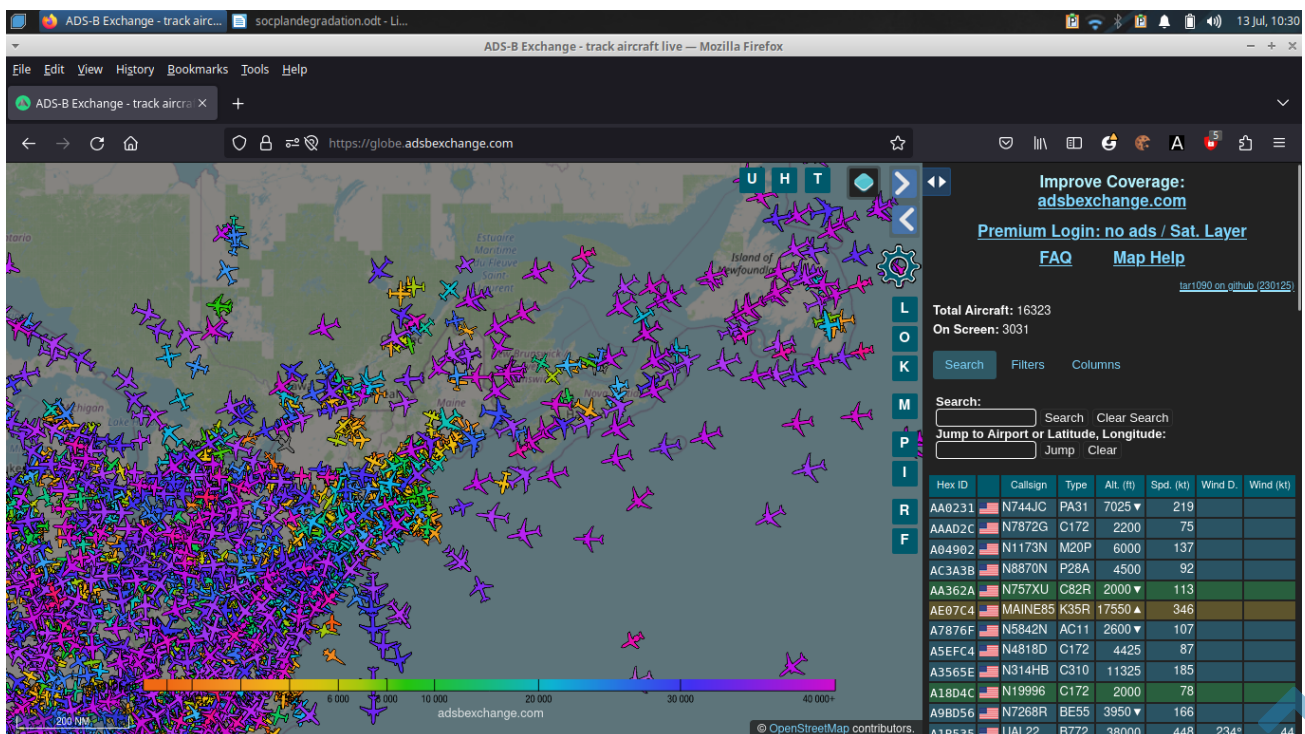 ADS-B Exchange - track airc...
socplandegradation.odt - Li...
13 Jul, 10:30
ADS-B Exchange - track aircraft live — Mozilla Firefox
File Edit View History Bookmarks Tools Help
ADS-B Exchange - track aircra
https://globe.adsbexchange.com
5
U H T
Improve Coverage:
adsbexchange.com
Premium Login: no ads / Sat. Layer
FAQ Map Help
tar1090 on github (230125)
Total Aircraft: 16323
On Screen: 3031
Search Filters Columns
Search:
Search Clear Search
Jump to Airport or Latitude, Longitude:
Jump Clear
Hex ID Callsign Type Alt. (ft) Spd. (kt) Wind D. Wind (kt)
AA0231 N744JC PA31 7025 ▼ 219
AAAD2C N7872G C172 2200 75
A04902 N1173N M20P 6000 137
AC3A3B N8870N P28A 4500 92
AA362A N757XU C82R 2000 ▼ 113
AE07C4 MAINE85 K35R 17550 ▲ 346
A7876F N5842N AC11 2600 ▼ 107
A5EFC4 N4818D C172 4425 87
A3565E N314HB C310 11325 185
A18D4C N19996 C172 2000 78
A9BD56 N7268R BE55 3950 ▼ 166
UAL22 B772 38000 448 234° 44
L
O
K
M
P
I
R
F
Estuaire
Maritime
Saint
Island of
Maine
6 000 8 000 10 000 20 000 30 000 40 000+
200 NM
adsbexchange.com
© OpenStreetMap contributors.